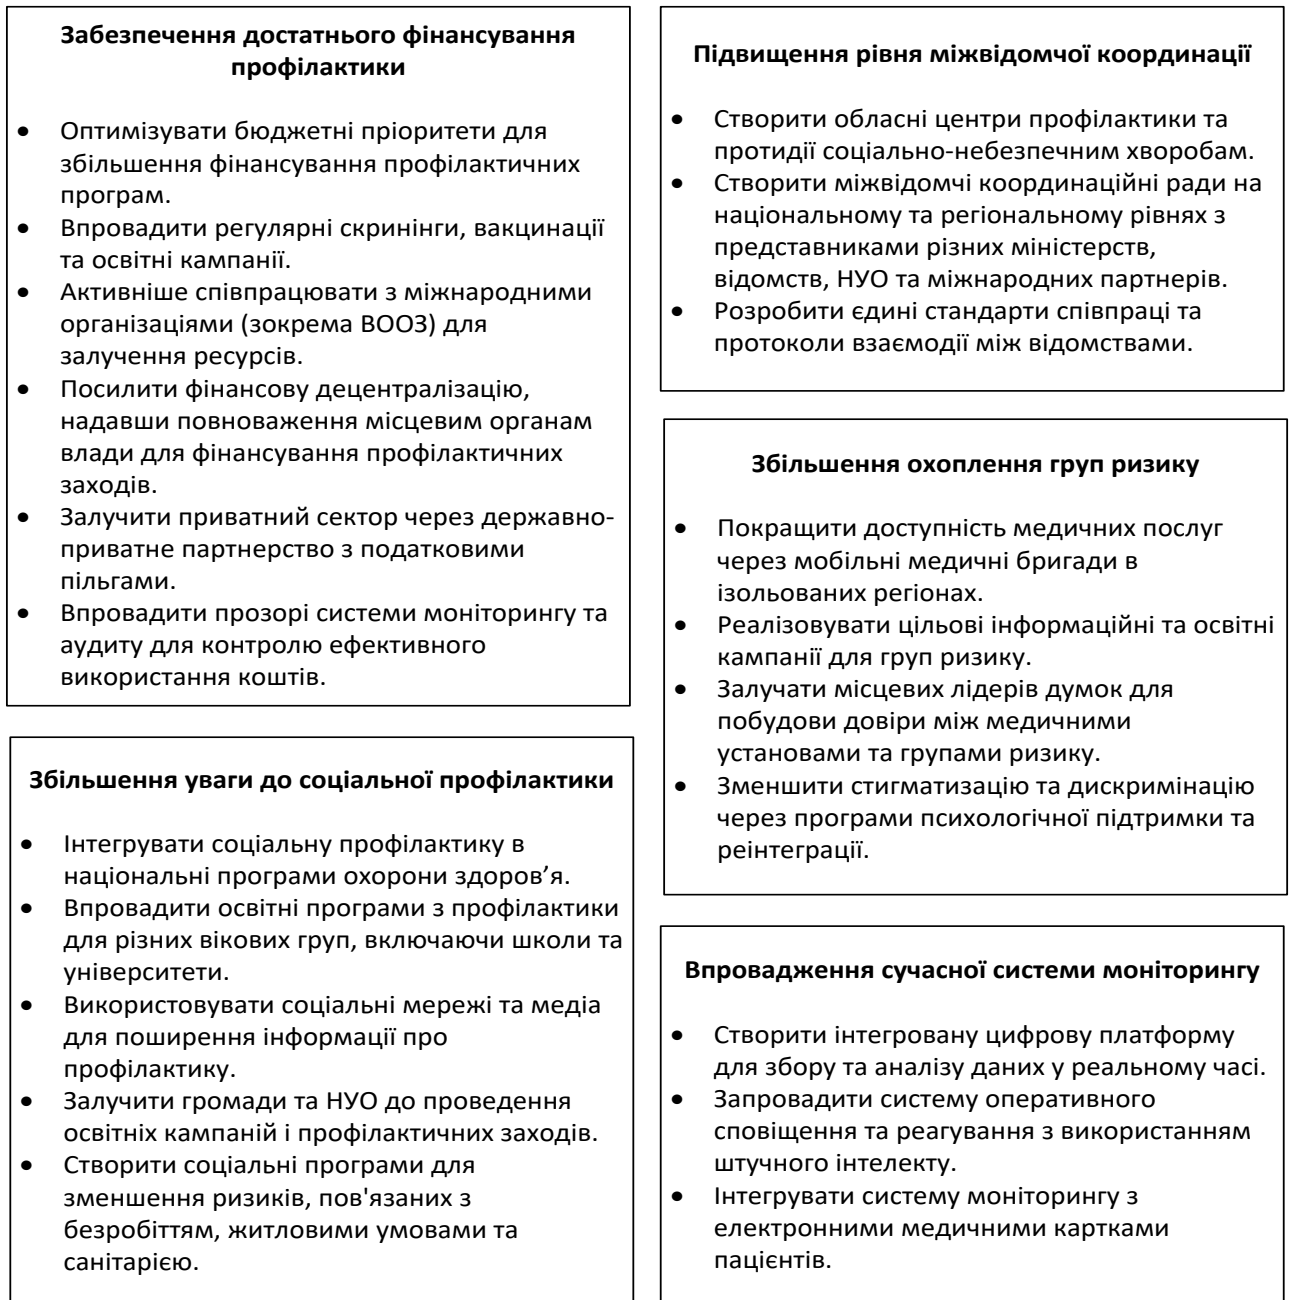 Забезпечення достатнього фінансування
профілактики
• Оптимізувати бюджетні пріоритети для
збільшення фінансування профілактичних
програм.
• Впровадити регулярні скринінги, вакцинації
та освітні кампанії.
• Активніше співпрацювати з міжнародними
організаціями (зокрема ВООЗ) для
залучення ресурсів.
• Посилити фінансову децентралізацію,
надавши повноваження місцевим органам
влади для фінансування профілактичних
заходів.
• Залучити приватний сектор через державно-
приватне партнерство з податковими
пільгами.
• Впровадити прозорі системи моніторингу та
аудиту для контролю ефективного
використання коштів.
Збільшення уваги до соціальної профілактики
• Інтегрувати соціальну профілактику в
національні програми охорони здоров’я.
• Впровадити освітні програми з профілактики
для різних вікових груп, включаючи школи та
університети.
• Використовувати соціальні мережі та медіа
для поширення інформації про
профілактику.
• Залучити громади та НУО до проведення
освітніх кампаній і профілактичних заходів.
• Створити соціальні програми для
зменшення ризиків, пов'язаних з
безробіттям, житловими умовами та
санітарією.
Підвищення рівня міжвідомчої координації
• Створити обласні центри профілактики та
протидії соціально-небезпечним хворобам.
• Створити міжвідомчі координаційні ради на
національному та регіональному рівнях з
представниками різних міністерств,
відомств, НУО та міжнародних партнерів.
• Розробити єдині стандарти співпраці та
протоколи взаємодії між відомствами.
Збільшення охоплення груп ризику
• Покращити доступність медичних послуг
через мобільні медичні бригади в
ізольованих регіонах.
• Реалізовувати цільові інформаційні та освітні
кампанії для груп ризику.
• Залучати місцевих лідерів думок для
побудови довіри між медичними
установами та групами ризику.
• Зменшити стигматизацію та дискримінацію
через програми психологічної підтримки та
реінтеграції.
Впровадження сучасної системи моніторингу
• Створити інтегровану цифрову платформу
для збору та аналізу даних у реальному часі.
• Запровадити систему оперативного
сповіщення та реагування з використанням
штучного інтелекту.
• Інтегрувати систему моніторингу з
електронними медичними картками
пацієнтів.